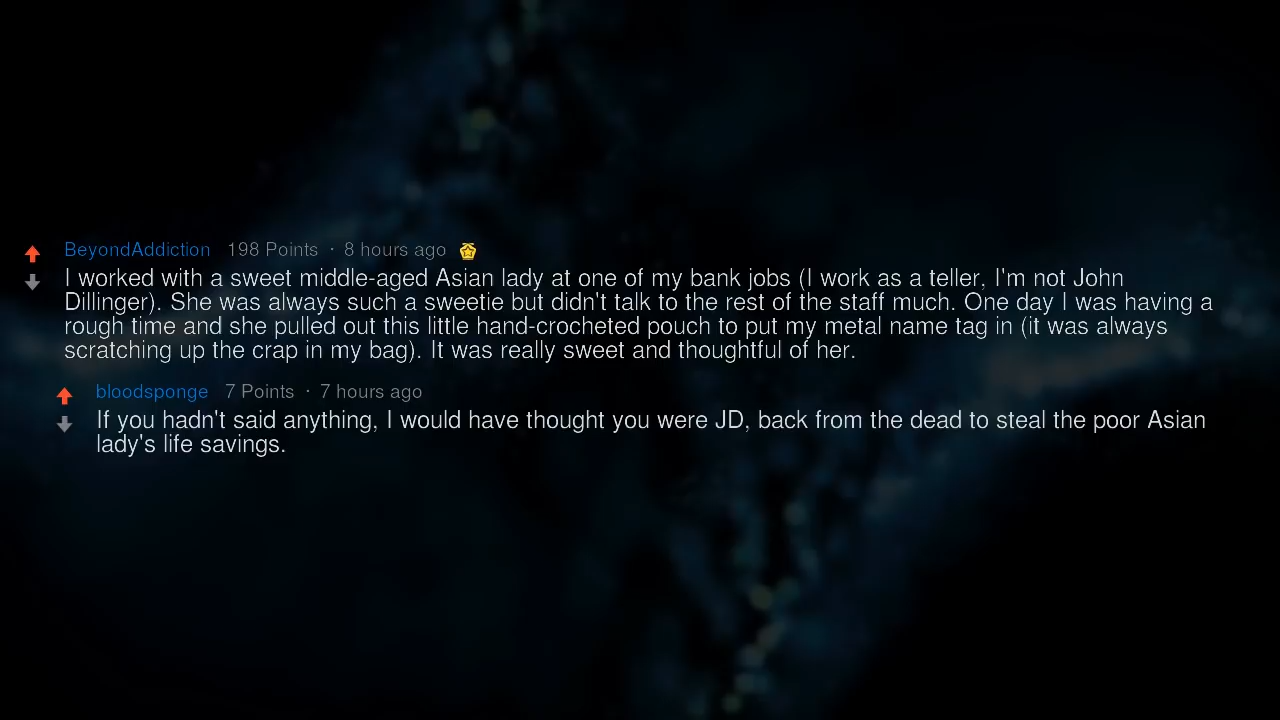 BeyondAddiction 198 Points · 8 hours ago
I worked with a sweet middle-aged Asian lady at one of my bank jobs (I work as a teller, I'm not John
Dillinger). She was always such a sweetie but didn't talk to the rest of the staff much. One day I was having a
rough time and she pulled out this little hand-crocheted pouch to put my metal name tag in (it was always
scratching up the crap in my bag). It was really sweet and thoughtful of her.
bloodsponge 7 Points · 7 hours ago
If you hadn't said anything, I would have thought you were JD, back from the dead to steal the poor Asian
lady's life savings.